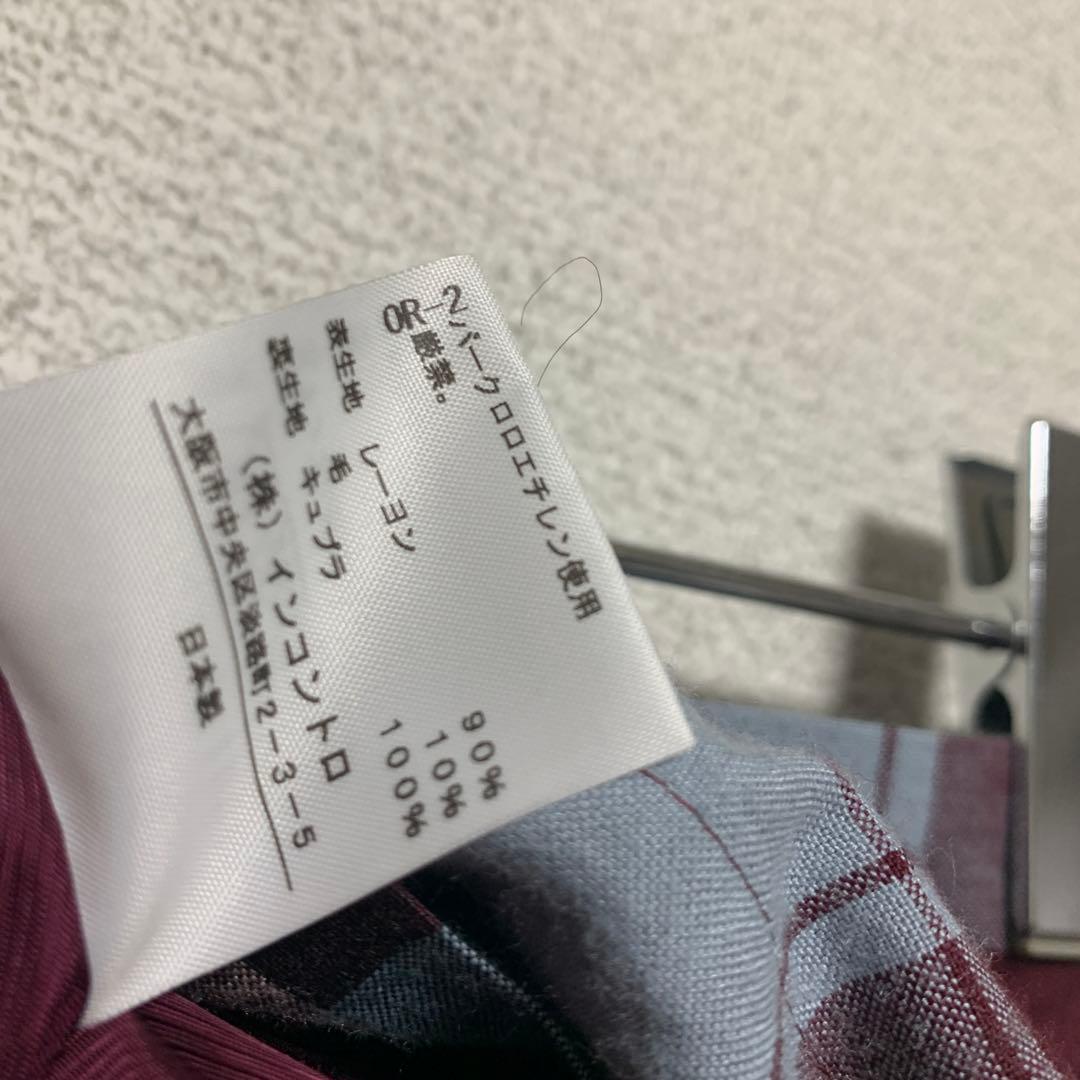 OR-2パークロロエチレン使用
厳禁。
表生地 レーヨン 90%
毛 10%
裏生地 キュプラ 100%
(株)インコントロ
大阪市中央区淡路町2-3-5
日本製